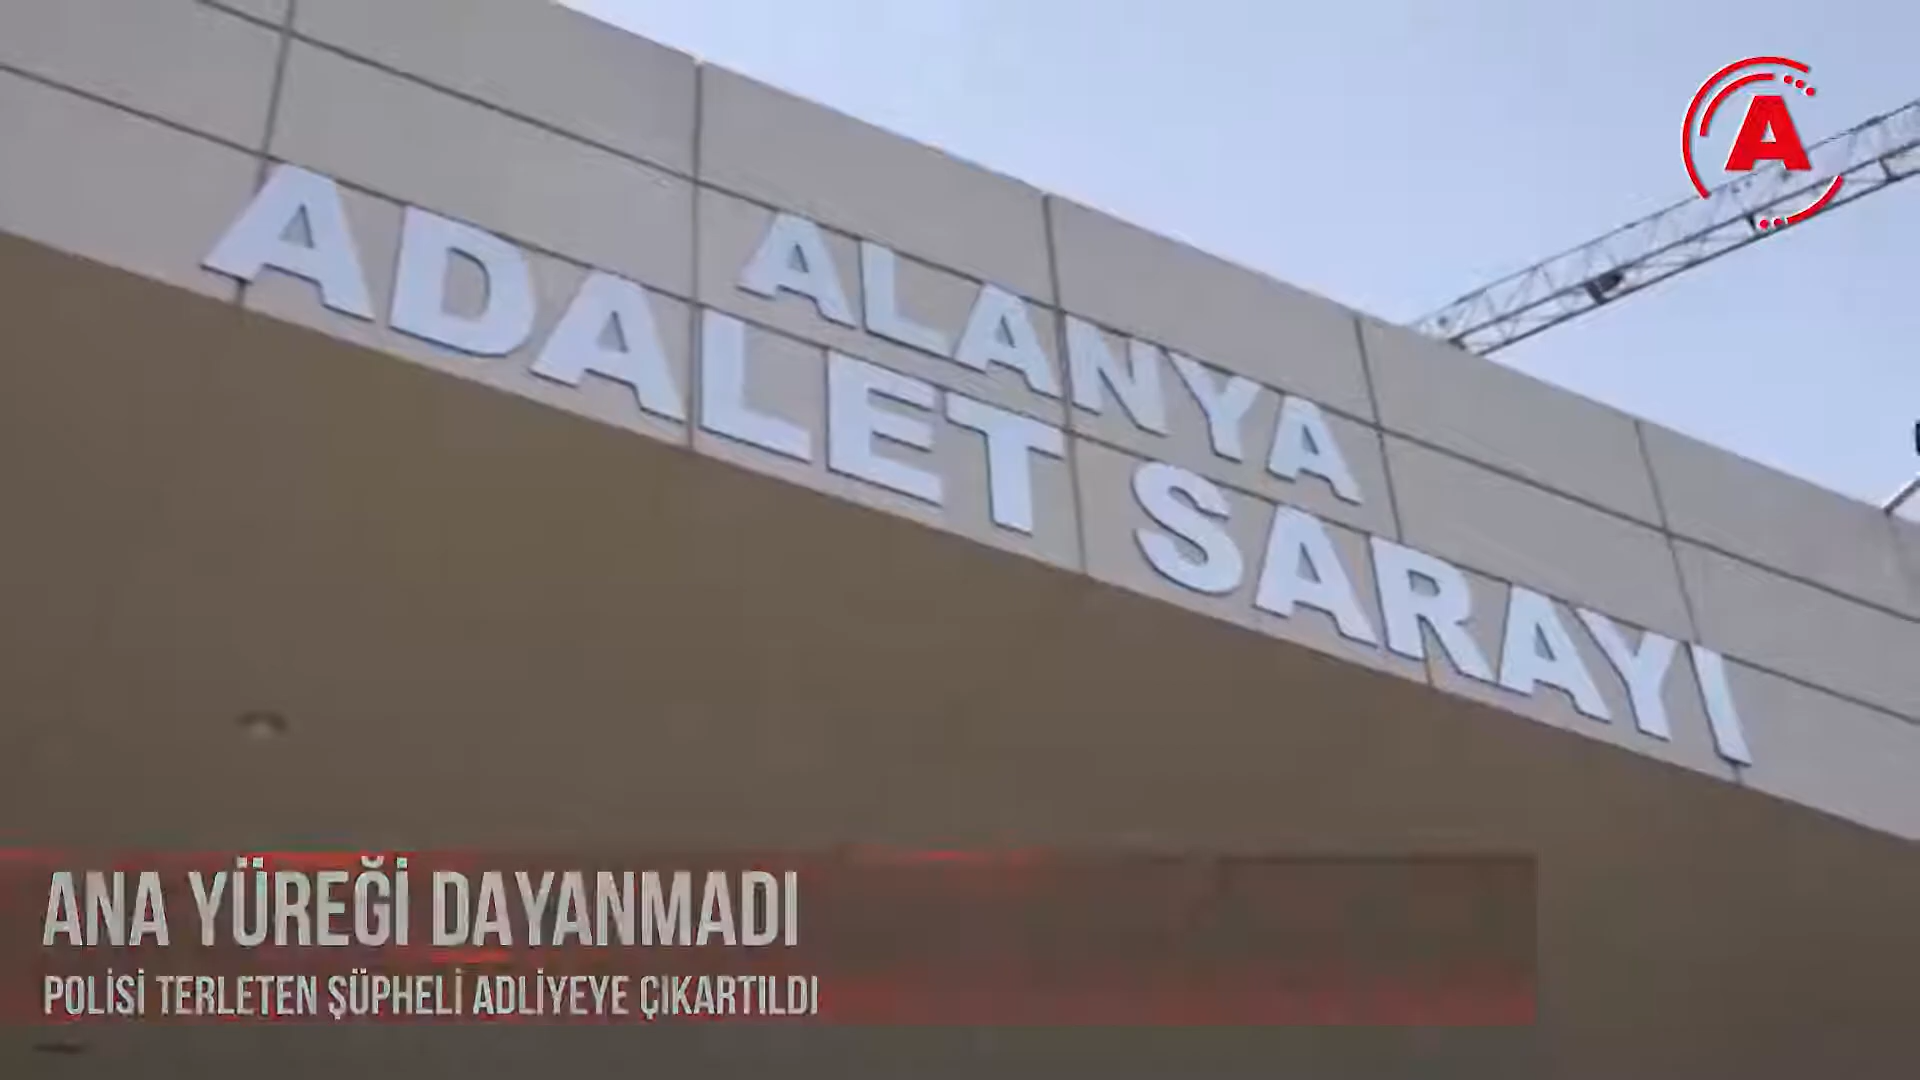 A
ALANYA
ADALET SARAYI
ANA YÜREĞİ DAYANMADI
POLİSİ TERLETEN ŞÜPHELİ ADLİYEYE ÇIKARTILDI